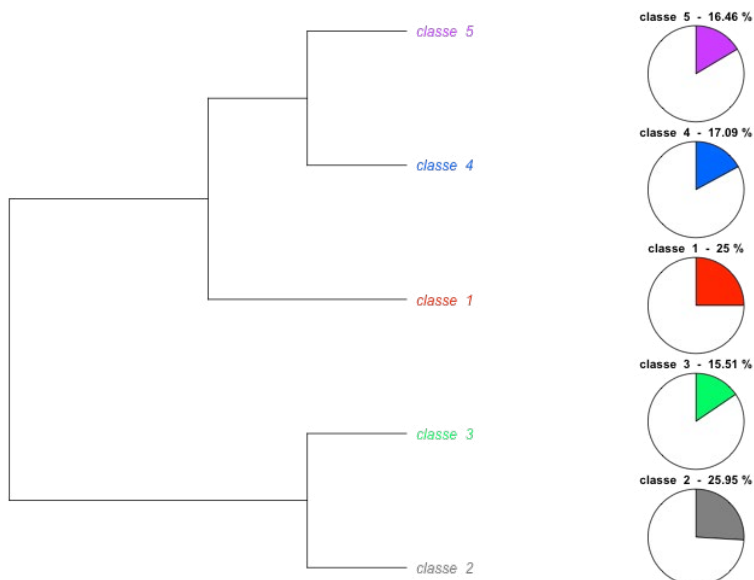 classe 5 - 16.46 %
classe 5
classe 4 - 17.09 %
classe 4
classe 1 - 25 %
classe 1
classe 3 - 15.51 %
classe 3
classe 2 - 25.95 %
classe 2